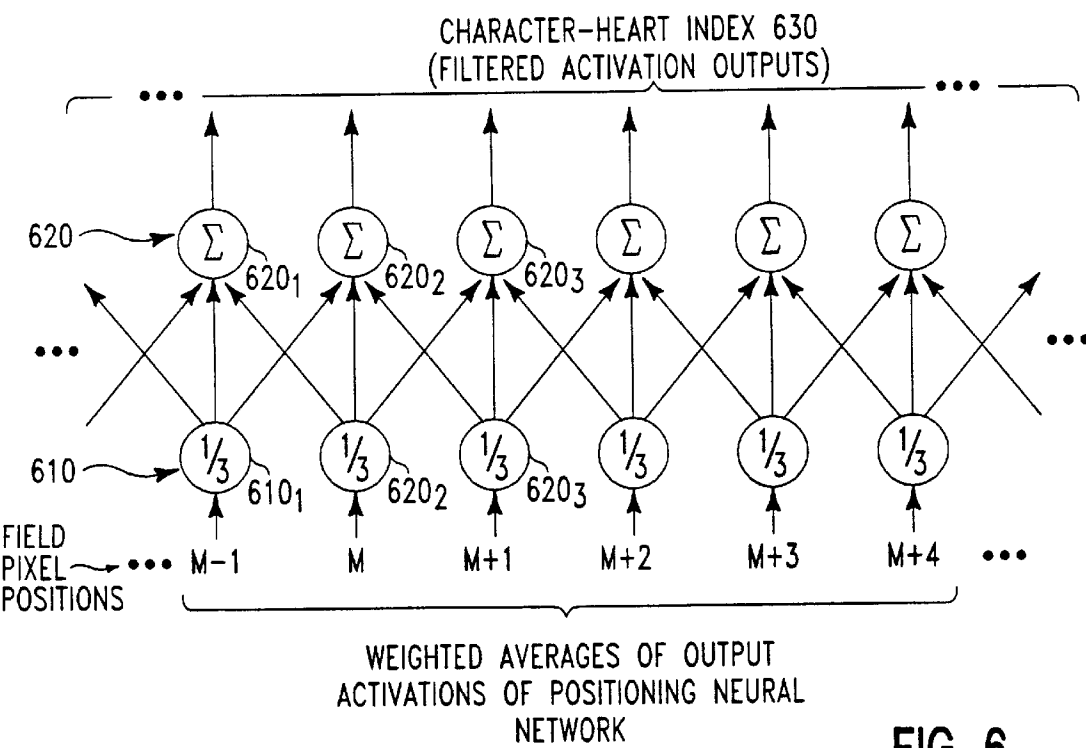 CHARACTER-HEART INDEX 630
(FILTERED ACTIVATION OUTPUTS)
••• •••
620 Σ 620₁ Σ 620₂ Σ 620₃ Σ Σ Σ
••• •••
610 1/3 610₁ 1/3 620₂ 1/3 620₃ 1/3 1/3 1/3
FIELD
PIXEL
POSITIONS
••• M-1 M M+1 M+2 M+3 M+4 •••
WEIGHTED AVERAGES OF OUTPUT
ACTIVATIONS OF POSITIONING NEURAL
NETWORK
FIG. 6